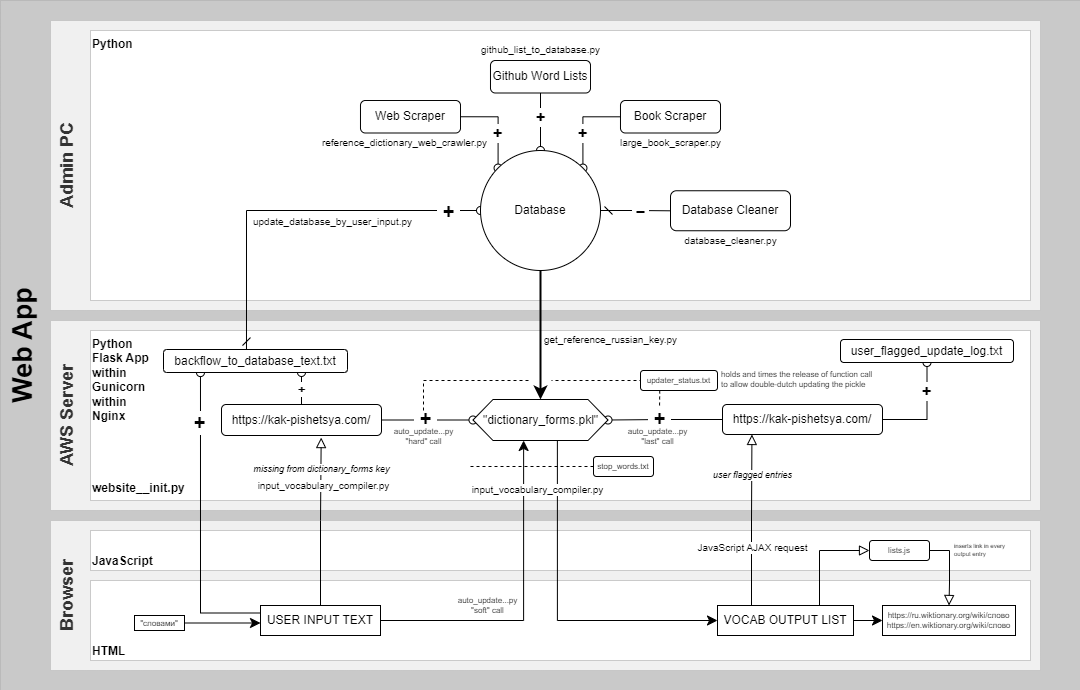 Web App
Admin PC
Python
github_list_to_database.py
Github Word Lists
Web Scraper
Book Scraper
+
+
+
reference_dictionary_web_crawler.py
large_book_scraper.py
Database
+
−
Database Cleaner
update_database_by_user_input.py
database_cleaner.py
AWS Server
Python
Flask App
within
Gunicorn
within
Nginx
get_reference_russian_key.py
backflow_to_database_text.txt
user_flagged_update_log.txt
updater_status.txt
holds and times the release of function call
to allow double-dutch updating the pickle
+
+
+
https://kak-pishetsya.com/
+
"dictionary_forms.pkl"
+
https://kak-pishetsya.com/
auto_update...py
"hard" call
auto_update...py
"last" call
missing from dictionary_forms key
stop_words.txt
user flagged entries
website__init.py
input_vocabulary_compiler.py
input_vocabulary_compiler.py
Browser
JavaScript
JavaScript AJAX request
lists.js
inserts link in every
output entry
auto_update...py
"soft" call
"словами"
USER INPUT TEXT
VOCAB OUTPUT LIST
https://ru.wiktionary.org/wiki/слово
https://en.wiktionary.org/wiki/слово
HTML